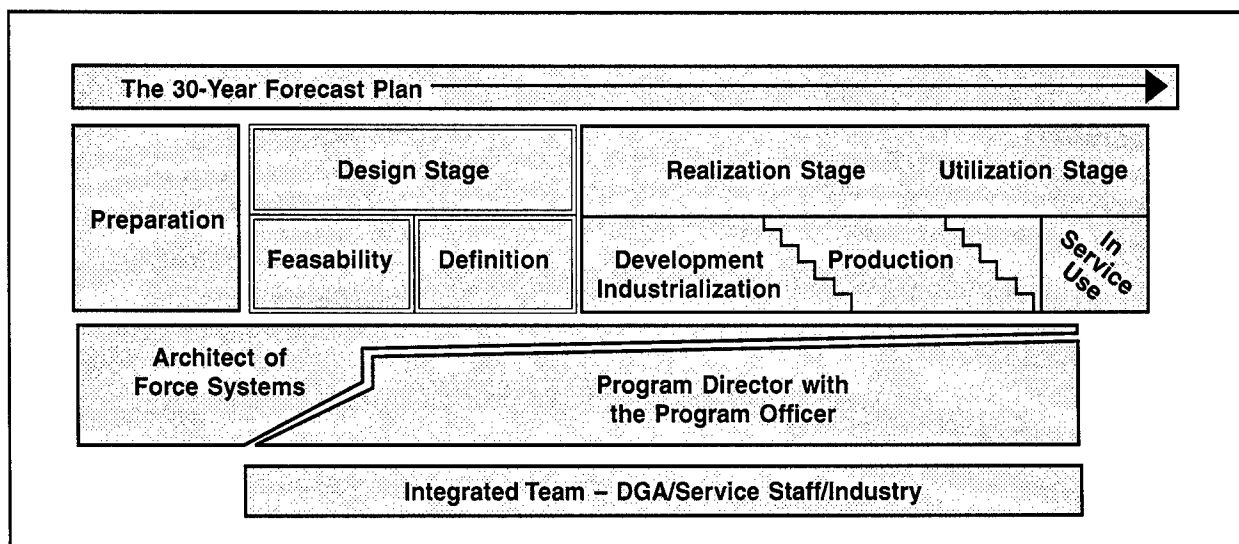 The 30-Year Forecast Plan
Preparation
Design Stage
Feasability
Definition
Realization Stage
Utilization Stage
Development
Industrialization
Production
In
Service
Use
Architect of
Force Systems
Program Director with
the Program Officer
Integrated Team – DGA/Service Staff/Industry